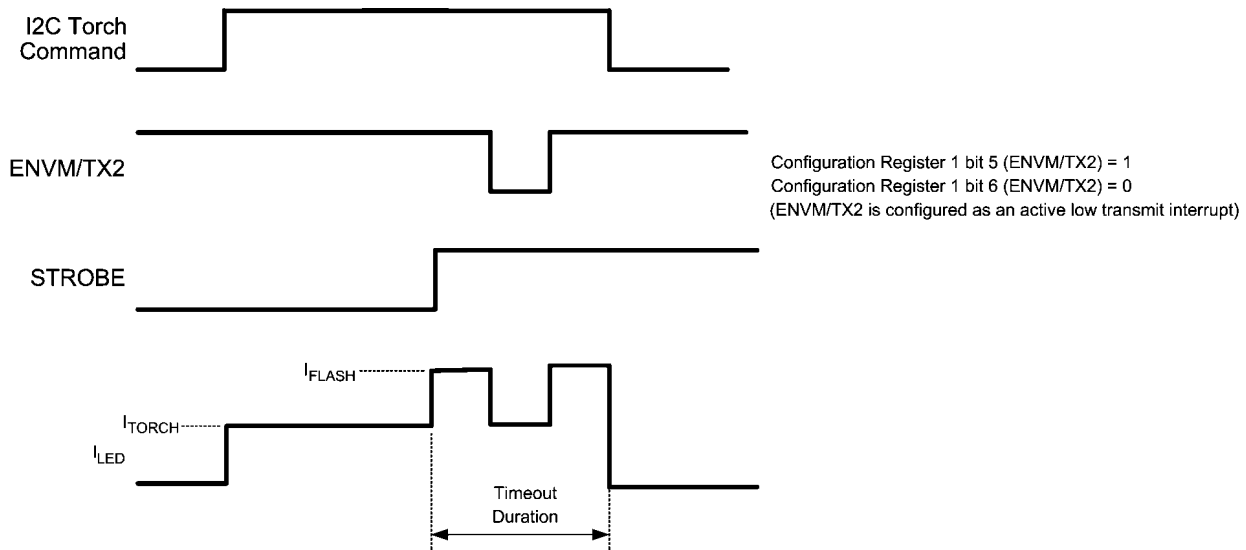 I2C Torch
Command
ENVM/TX2
Configuration Register 1 bit 5 (ENVM/TX2) = 1
Configuration Register 1 bit 6 (ENVM/TX2) = 0
(ENVM/TX2 is configured as an active low transmit interrupt)
STROBE
IFLASH
ITORCH
ILED
Timeout
Duration